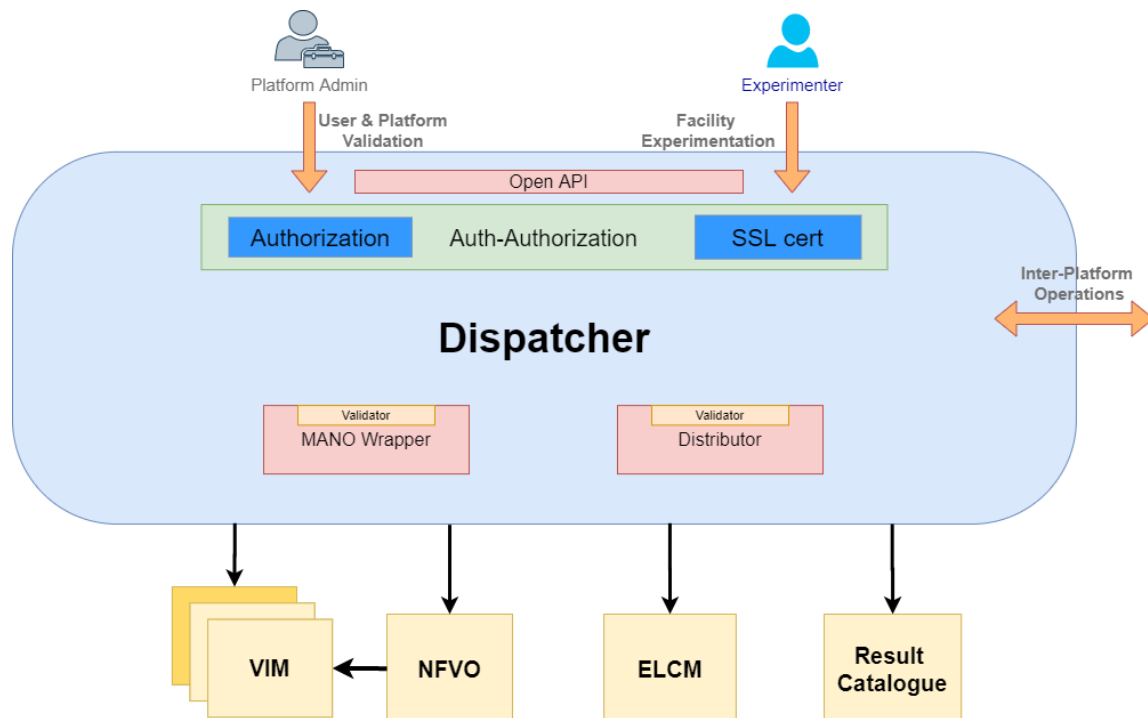 Platform Admin
Experimenter
User & Platform
Validation
Facility
Experimentation
Open API
Authorization
Auth-Authorization
SSL cert
Inter-Platform
Operations
Dispatcher
Validator
MANO Wrapper
Validator
Distributor
VIM
NFVO
ELCM
Result
Catalogue